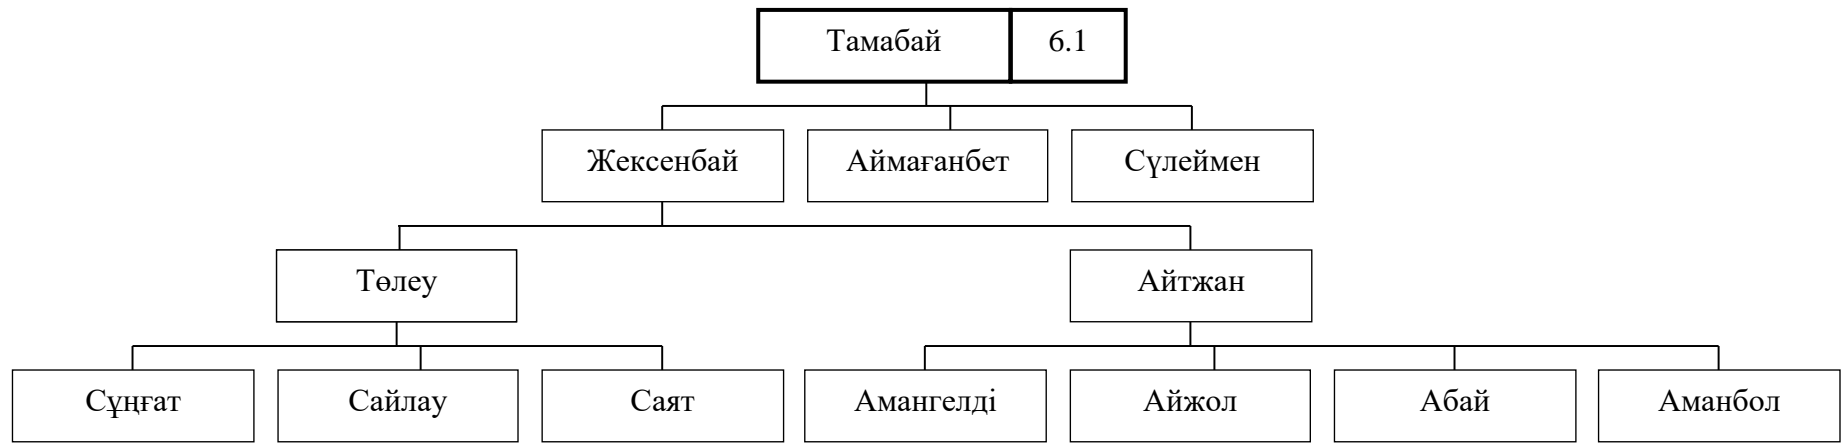 Тамабай 6.1
Жексенбай Аймағанбет Сүлеймен
Төлеу Айтжан
Сұңғат Сайлау Саят Амангелді Айжол Абай Аманбол